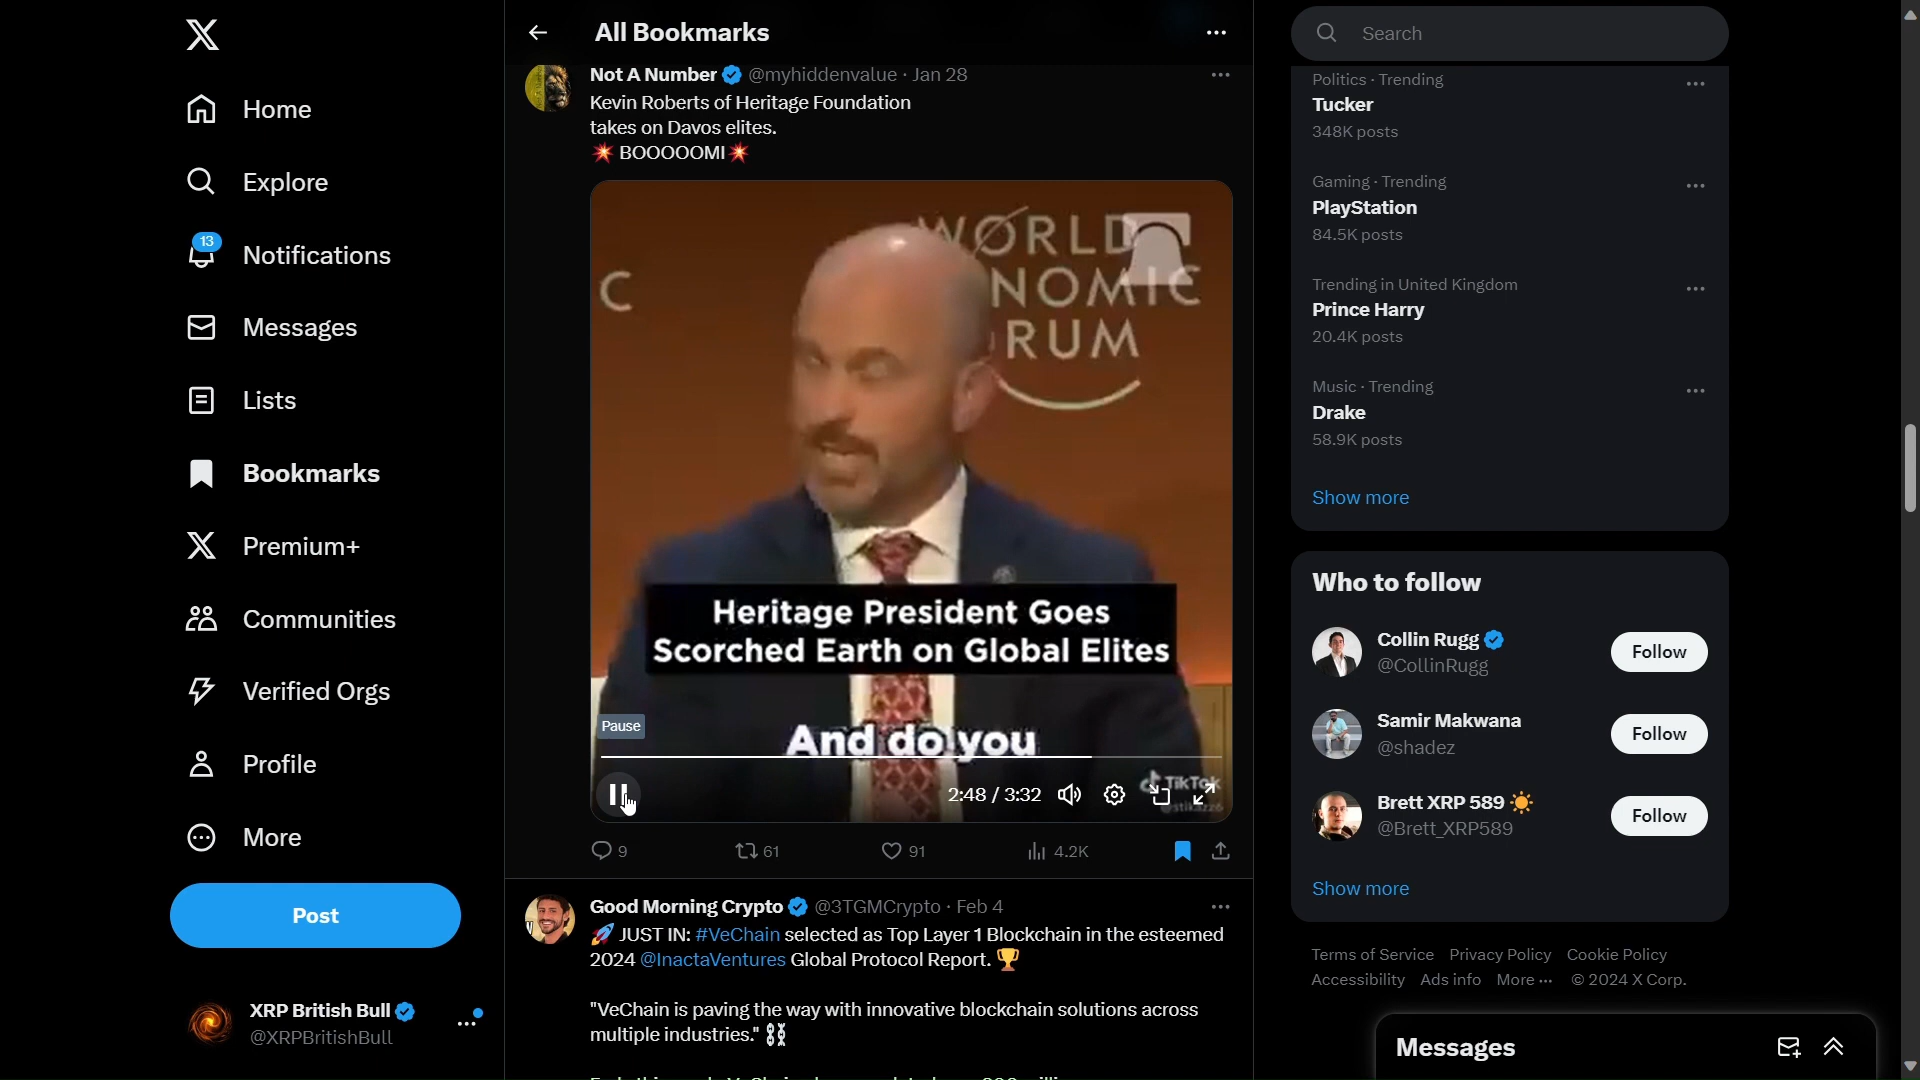 Home
Explore
13
Notifications
Messages
Lists
Bookmarks
Premium+
Communities
Verified Orgs
Profile
More
Post
XRP British Bull
@XRPBritishBull
All Bookmarks
Not A Number @myhiddenvalue · Jan 28
Kevin Roberts of Heritage Foundation
takes on Davos elites.
💥 BOOOOOMI💥
C
WORLD
NOMIC
RUM
Heritage President Goes
Scorched Earth on Global Elites
Pause
And do you
2:48 / 3:32
TikTok
9
61
91
4.2K
Good Morning Crypto @3TGMCrypto · Feb 4
🚀 JUST IN: #VeChain selected as Top Layer 1 Blockchain in the esteemed
2024 @InactaVentures Global Protocol Report. 🏆
"VeChain is paving the way with innovative blockchain solutions across
multiple industries." ⛓️
Search
Politics · Trending
Tucker
348K posts
Gaming · Trending
PlayStation
84.5K posts
Trending in United Kingdom
Prince Harry
20.4K posts
Music · Trending
Drake
58.9K posts
Show more
Who to follow
Collin Rugg
@CollinRugg
Follow
Samir Makwana
@shadez
Follow
Brett XRP 589 ☀️
@Brett_XRP589
Follow
Show more
Terms of Service Privacy Policy Cookie Policy
Accessibility Ads info More ··· © 2024 X Corp.
Messages